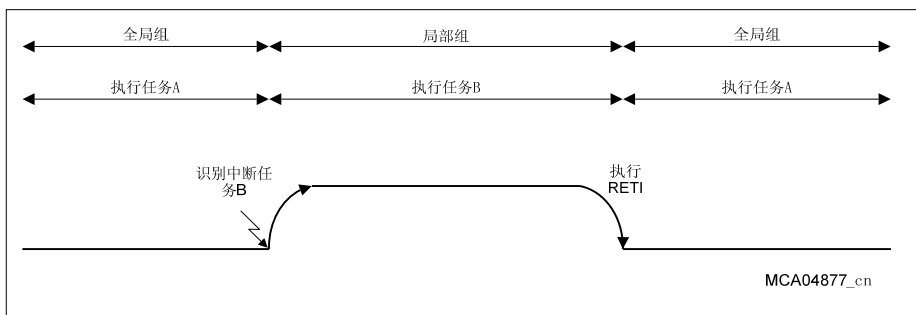 全局组
局部组
全局组
执行任务A
执行任务B
执行任务A
识别中断任
务B
执行
RETI
MCA04877_cn